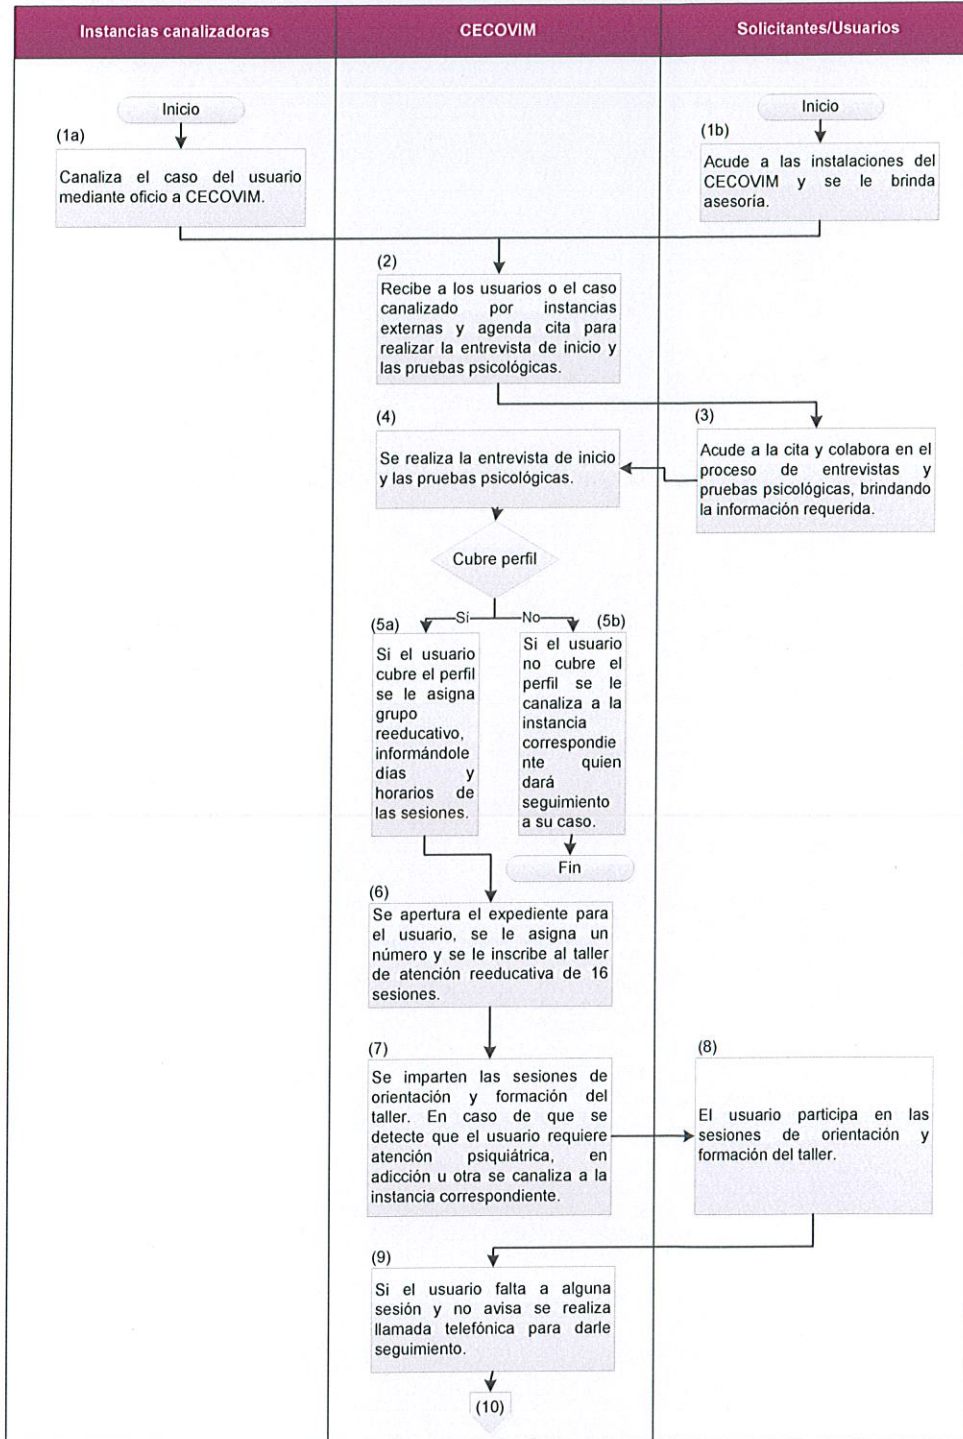 Instancias canalizadoras
CECOVIM
Solicitantes/Usuarios
Inicio
Inicio
(1a)
Canaliza el caso del usuario
mediante oficio a CECOVIM.
(1b)
Acude a las instalaciones del
CECOVIM y se le brinda
asesoría.
(2)
Recibe a los usuarios o el caso
canalizado por instancias
externas y agenda cita para
realizar la entrevista de inicio y
las pruebas psicológicas.
(3)
Acude a la cita y colabora en el
proceso de entrevistas y
pruebas psicológicas, brindando
la información requerida.
(4)
Se realiza la entrevista de inicio
y las pruebas psicológicas.
Cubre perfil
Sí
No
(5a)
Si el usuario
cubre el perfil
se le asigna
grupo
reeducativo,
informándole
días y
horarios de
las sesiones.
(5b)
Si el usuario
no cubre el
perfil se le
canaliza a la
instancia
correspondie
nte quien
dará
seguimiento
a su caso.
Fin
(6)
Se apertura el expediente para
el usuario, se le asigna un
número y se le inscribe al taller
de atención reeducativa de 16
sesiones.
(7)
Se imparten las sesiones de
orientación y formación del
taller. En caso de que se
detecte que el usuario requiere
atención psiquiátrica, en
adicción u otra se canaliza a la
instancia correspondiente.
(8)
El usuario participa en las
sesiones de orientación y
formación del taller.
(9)
Si el usuario falta a alguna
sesión y no avisa se realiza
llamada telefónica para darle
seguimiento.
(10)